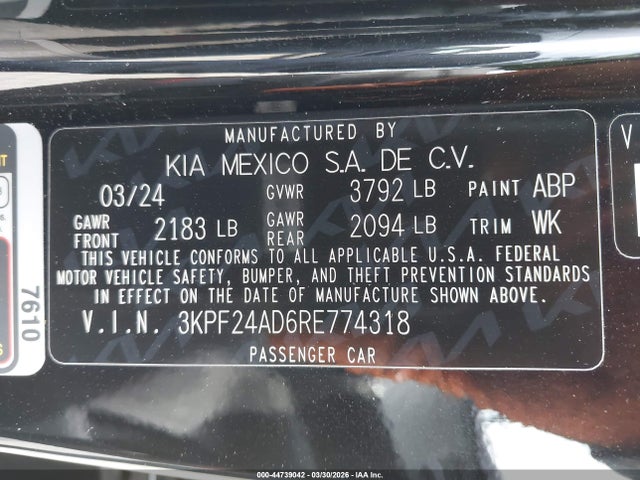 MANUFACTURED BY
KIA MEXICO S.A. DE C.V.
03/24 GVWR 3792 LB PAINT ABP
GAWR FRONT 2183 LB GAWR REAR 2094 LB TRIM WK
THIS VEHICLE CONFORMS TO ALL APPLICABLE U.S.A. FEDERAL
MOTOR VEHICLE SAFETY, BUMPER, AND THEFT PREVENTION STANDARDS
IN EFFECT ON THE DATE OF MANUFACTURE SHOWN ABOVE.
V.I.N. 3KPF24AD6RE774318
PASSENGER CAR
7610
000-44739042 - 03/30/2026 - IAA Inc.